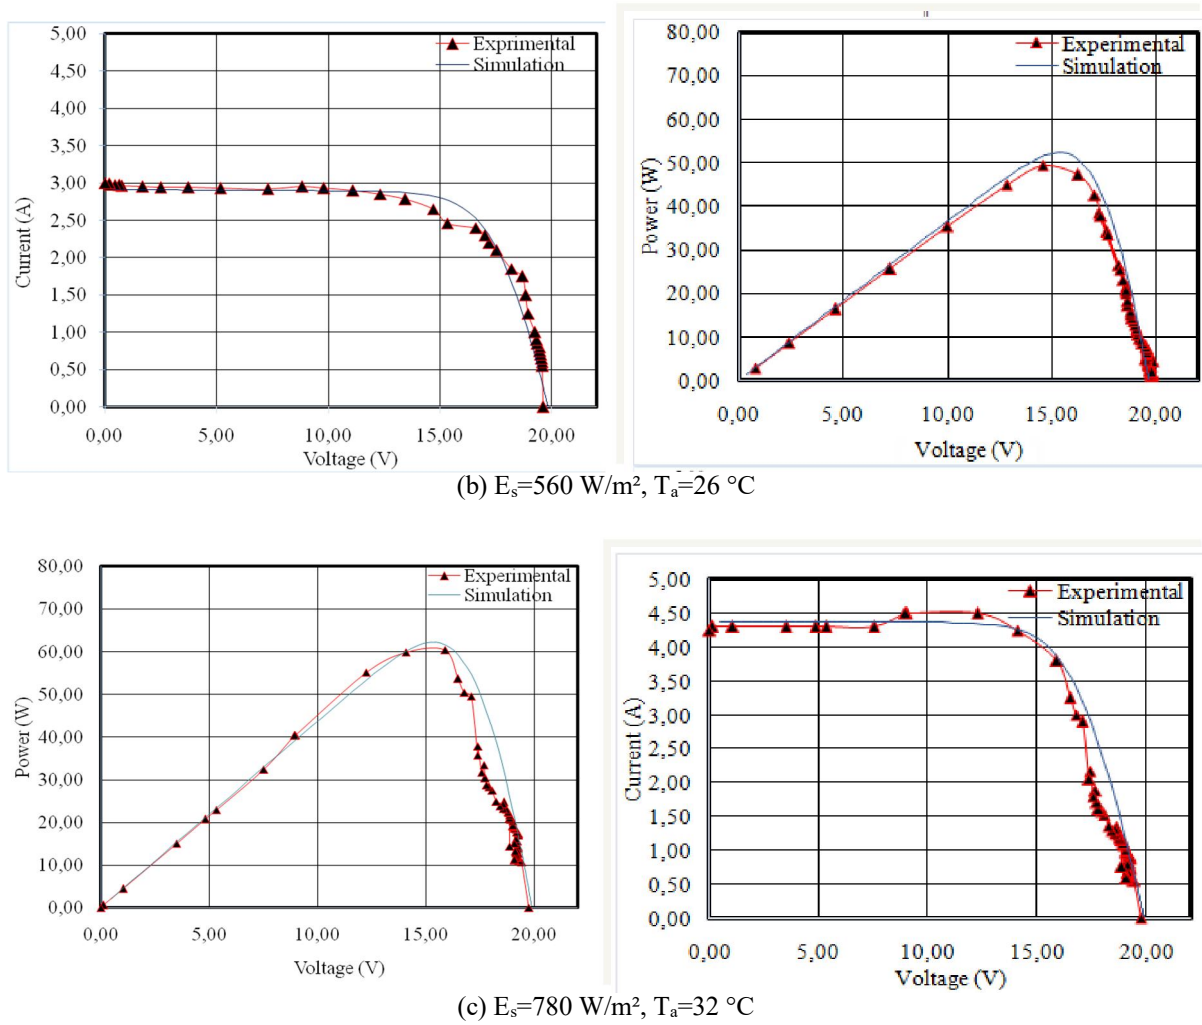 5,00
4,50
4,00
3,50
3,00
2,50
2,00
1,50
1,00
0,50
0,00
Current (A)
Exprimental
Simulation
0,00 5,00 10,00 15,00 20,00
Voltage (V)
80,00
70,00
60,00
50,00
40,00
30,00
20,00
10,00
0,00
Power (W)
Experimental
Simulation
0,00 5,00 10,00 15,00 20,00
Voltage (V)
(b) Eₛ=560 W/m², Tₐ=26 °C
80,00
70,00
60,00
50,00
40,00
30,00
20,00
10,00
0,00
Power (W)
Experimental
Simulation
0,00 5,00 10,00 15,00 20,00
Voltage (V)
5,00
4,50
4,00
3,50
3,00
2,50
2,00
1,50
1,00
0,50
0,00
Current (A)
Experimental
Simulation
0,00 5,00 10,00 15,00 20,00
Voltage (V)
(c) Eₛ=780 W/m², Tₐ=32 °C